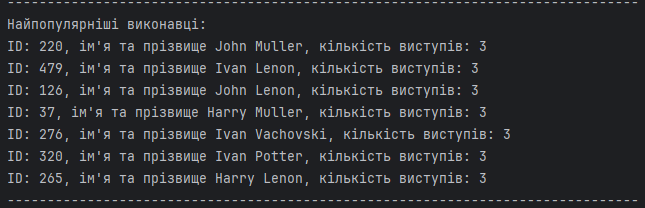 --------------------------------------------------------------------------------
Найпопулярніші виконавці:
ID: 220, ім'я та прізвище John Muller, кількість виступів: 3
ID: 479, ім'я та прізвище Ivan Lenon, кількість виступів: 3
ID: 126, ім'я та прізвище John Lenon, кількість виступів: 3
ID: 37, ім'я та прізвище Harry Muller, кількість виступів: 3
ID: 276, ім'я та прізвище Ivan Vachovski, кількість виступів: 3
ID: 320, ім'я та прізвище Ivan Potter, кількість виступів: 3
ID: 265, ім'я та прізвище Harry Lenon, кількість виступів: 3
--------------------------------------------------------------------------------